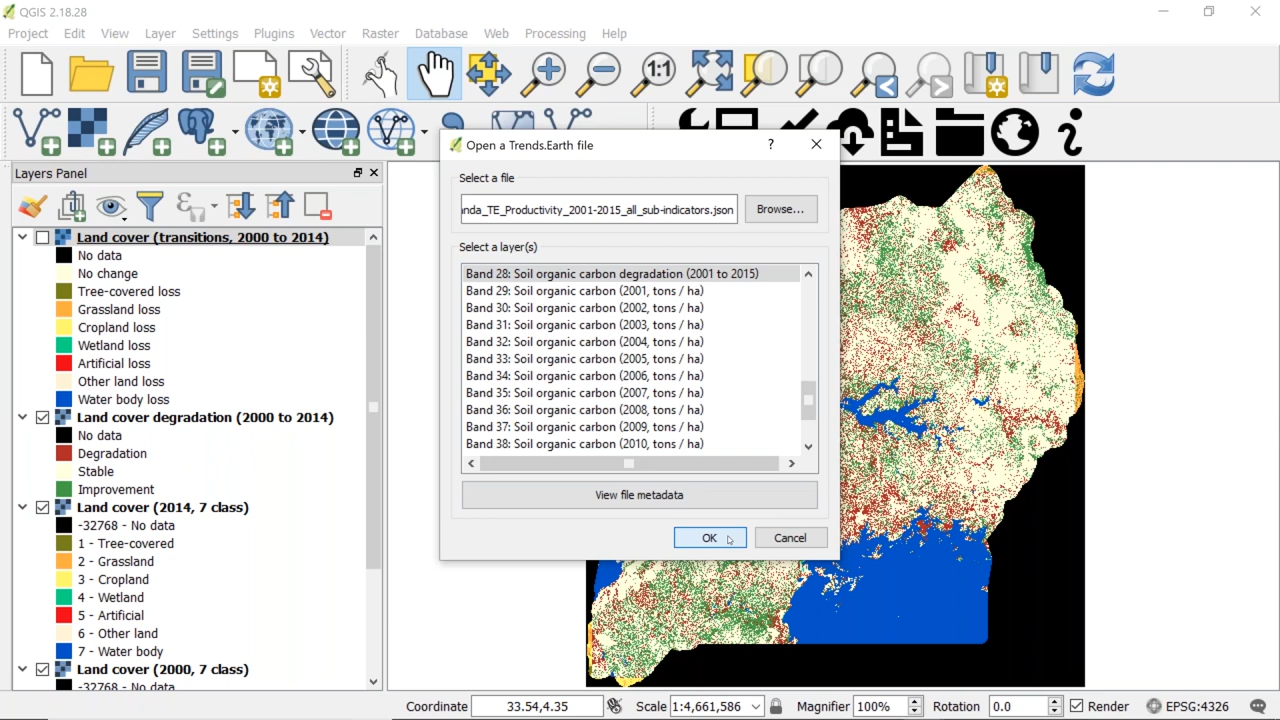 QGIS 2.18.28
Project Edit View Layer Settings Plugins Vector Raster Database Web Processing Help
1:1
Layers Panel
Land cover (transitions, 2000 to 2014)
No data
No change
Tree-covered loss
Grassland loss
Cropland loss
Wetland loss
Artificial loss
Other land loss
Water body loss
Land cover degradation (2000 to 2014)
No data
Degradation
Stable
Improvement
Land cover (2014, 7 class)
-32768 - No data
1 - Tree-covered
2 - Grassland
3 - Cropland
4 - Wetland
5 - Artificial
6 - Other land
7 - Water body
Land cover (2000, 7 class)
-32768 - No data
Open a Trends.Earth file
?
Select a file
nda_TE_Productivity_2001-2015_all_sub-indicators.json
Browse...
Select a layer(s)
Band 28: Soil organic carbon degradation (2001 to 2015)
Band 29: Soil organic carbon (2001, tons / ha)
Band 30: Soil organic carbon (2002, tons / ha)
Band 31: Soil organic carbon (2003, tons / ha)
Band 32: Soil organic carbon (2004, tons / ha)
Band 33: Soil organic carbon (2005, tons / ha)
Band 34: Soil organic carbon (2006, tons / ha)
Band 35: Soil organic carbon (2007, tons / ha)
Band 36: Soil organic carbon (2008, tons / ha)
Band 37: Soil organic carbon (2009, tons / ha)
Band 38: Soil organic carbon (2010, tons / ha)
View file metadata
OK Cancel
Coordinate 33.54,4.35 Scale 1:4,661,586 Magnifier 100% Rotation 0.0 Render EPSG:4326